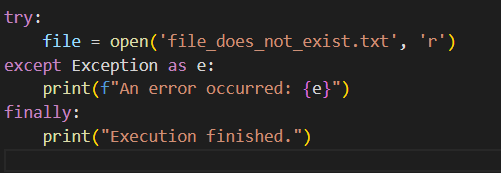 try:
    file = open('file_does_not_exist.txt', 'r')
except Exception as e:
    print(f"An error occurred: {e}")
finally:
    print("Execution finished.")